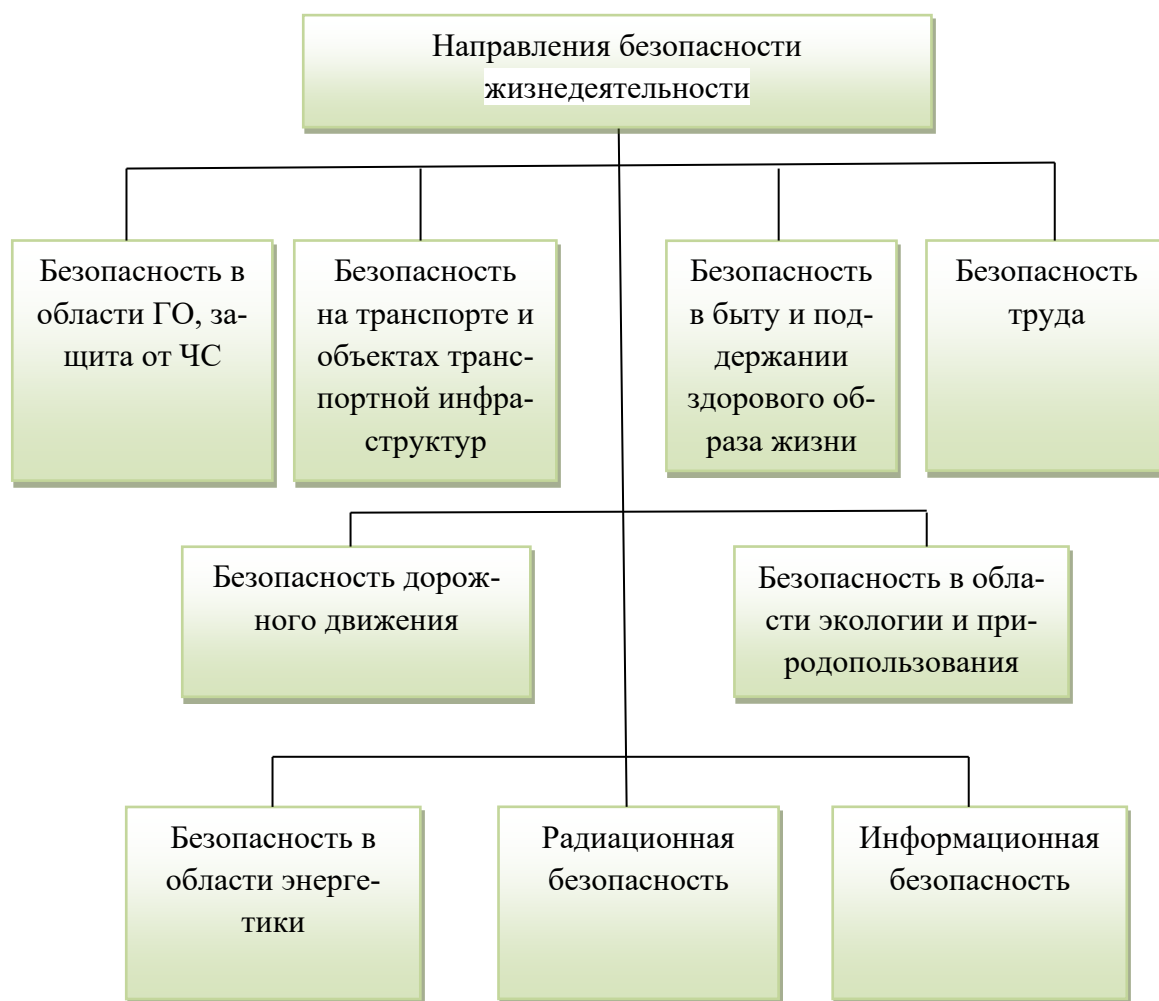 Направления безопасности
жизнедеятельности
Безопасность в
области ГО, за-
щита от ЧС
Безопасность
на транспорте и
объектах транс-
портной инфра-
структур
Безопасность
в быту и под-
держании
здорового об-
раза жизни
Безопасность
труда
Безопасность дорож-
ного движения
Безопасность в обла-
сти экологии и при-
родопользования
Безопасность в
области энерге-
тики
Радиационная
безопасность
Информационная
безопасность